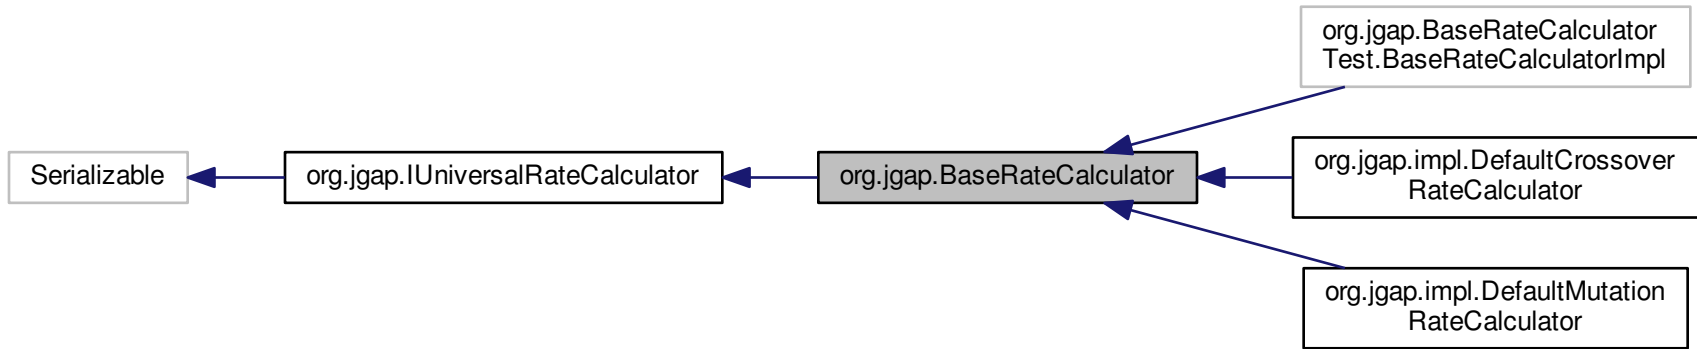 Serializable
org.jgap.IUniversalRateCalculator
org.jgap.BaseRateCalculator
org.jgap.BaseRateCalculator
Test.BaseRateCalculatorImpl
org.jgap.impl.DefaultCrossover
RateCalculator
org.jgap.impl.DefaultMutation
RateCalculator